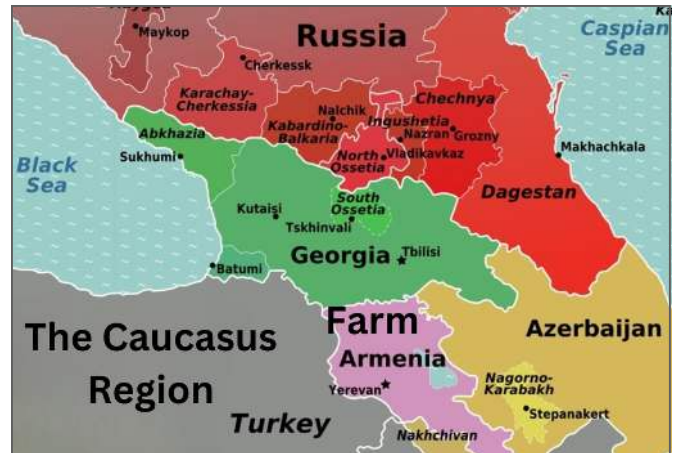 Maykop
Russia
Caspian
Sea
Cherkessk
Karachay-
Cherkessia
Nalchik
Kabardino-
Balkaria
Ingushetia
Nazran
Chechnya
Grozny
North
Ossetia
Vladikavkaz
Makhachkala
Dagestan
Abkhazia
Sukhumi
Black
Sea
Kutaisi
South
Ossetia
Tskhinvali
Georgia
Tbilisi
Batumi
The Caucasus
Region
Farm
Armenia
Yerevan
Azerbaijan
Nagorno-
Karabakh
Stepanakert
Turkey
Nakhchivan